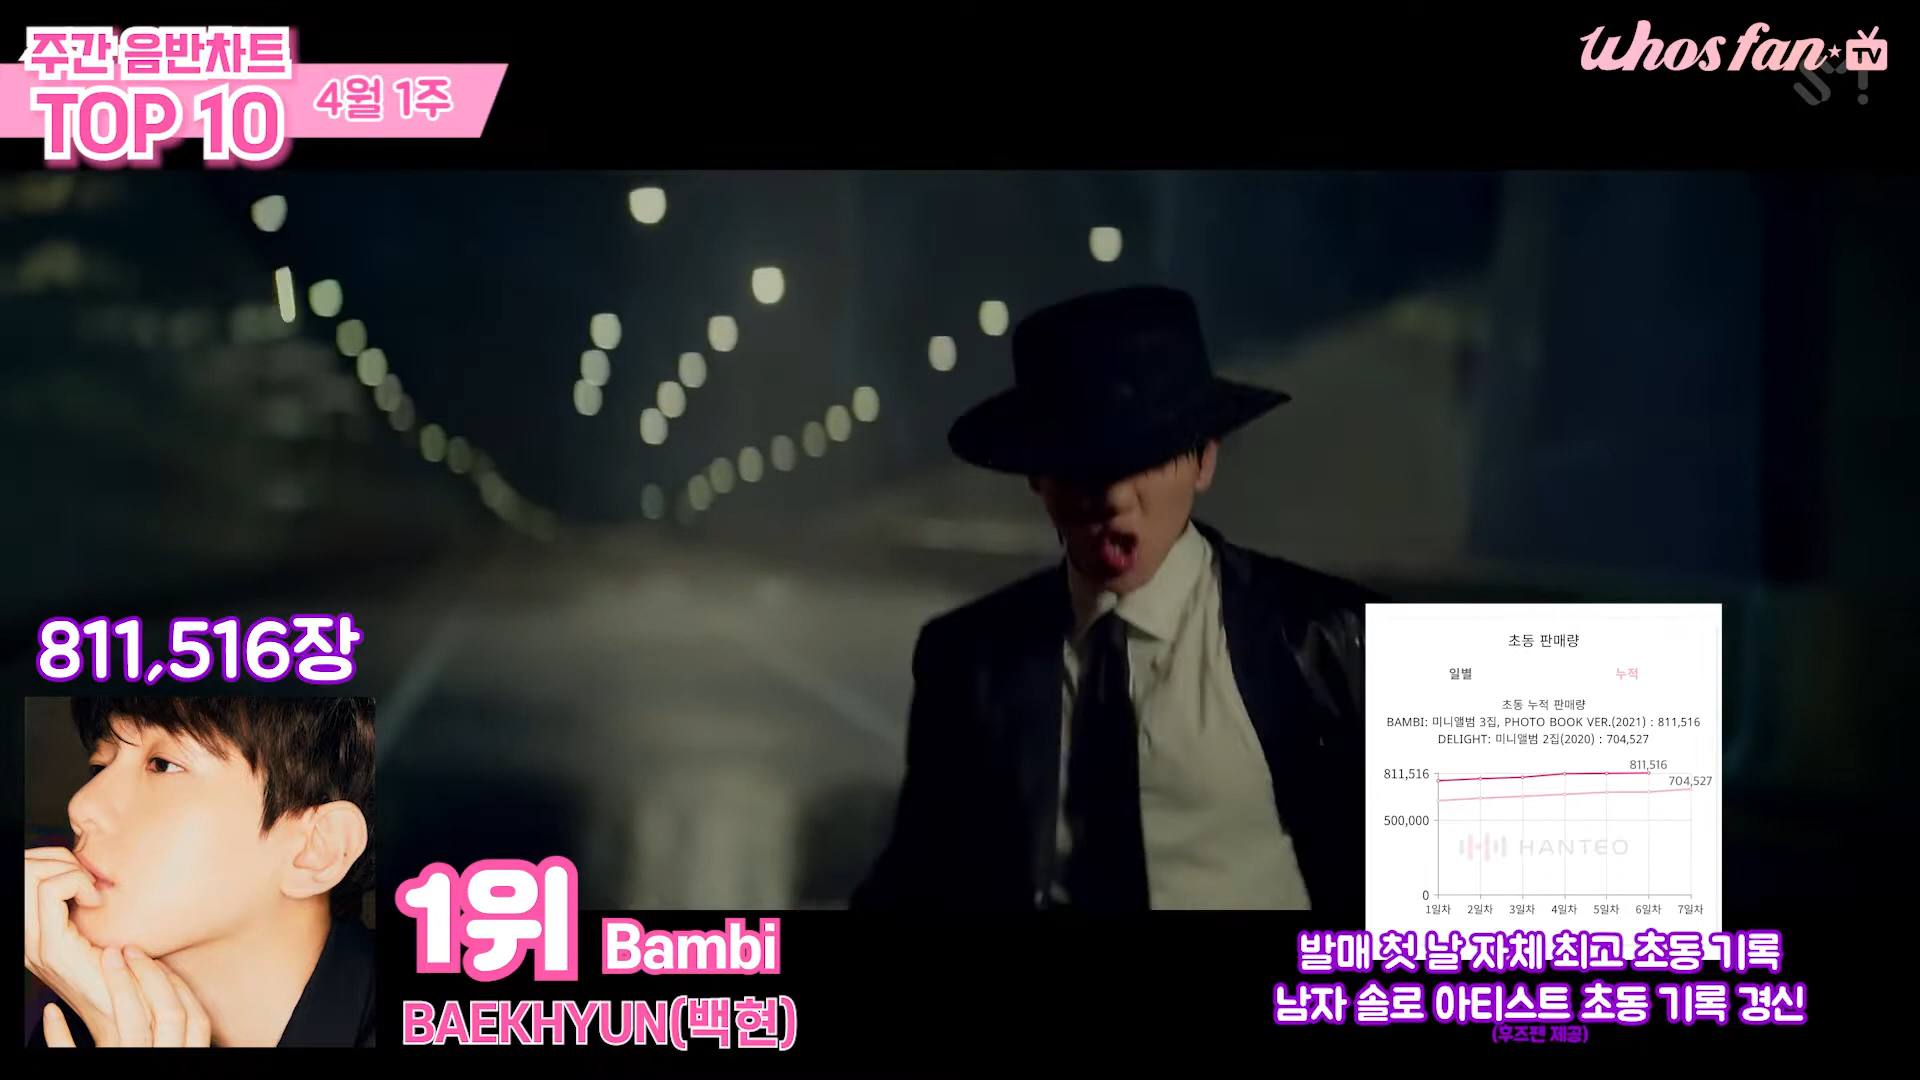 주간 음반차트
TOP 10
4월 1주
Whosfan TV
811,516장
1위 Bambi
BAEKHYUN(백현)
초동 판매량
일별 누적
초동 누적 판매량
BAMBI: 미니앨범 3집, PHOTO BOOK VER.(2021) : 811,516
DELIGHT: 미니앨범 2집(2020) : 704,527
811,516
704,527
811,516
500,000
0
HANTEO
1일차 2일차 3일차 4일차 5일차 6일차 7일차
발매 첫 날 자체 최고 초동 기록
남자 솔로 아티스트 초동 기록 경신
(후즈팬 제공)